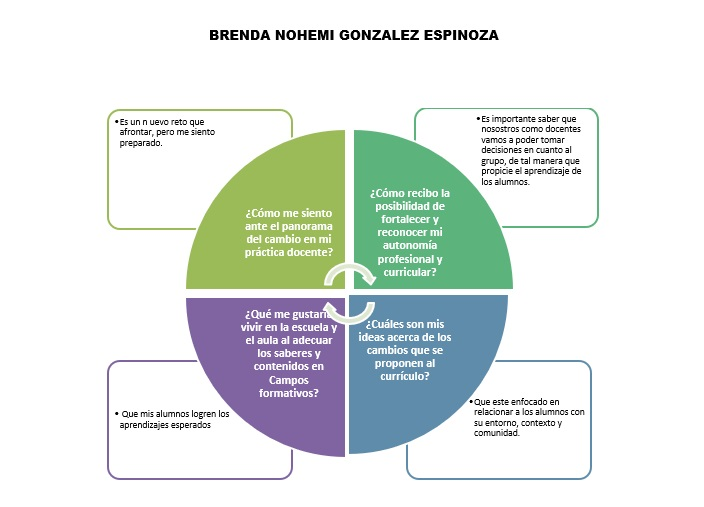 BRENDA NOHEMI GONZALEZ ESPINOZA
•Es un n uevo reto que
afrontar, pero me siento
preparado.
•Es importante saber que
nosostros como docentes
vamos a poder tomar
decisiones en cuanto al
grupo, de tal manera que
propicie el aprendizaje de
los alumnos.
¿Cómo me siento
ante el panorama
del cambio en mi
práctica docente?
¿Cómo recibo la
posibilidad de
fortalecer y
reconocer mi
autonomía
profesional y
curricular?
¿Qué me gustaría
vivir en la escuela y
el aula al adecuar
los saberes y
contenidos en
Campos
formativos?
¿Cuáles son mis
ideas acerca de los
cambios que se
proponen al
currículo?
• Que mis alumnos logren los
aprendizajes esperados
•Que este enfocado en
relacionar a los alumnos con
su entorno, contexto y
comunidad.